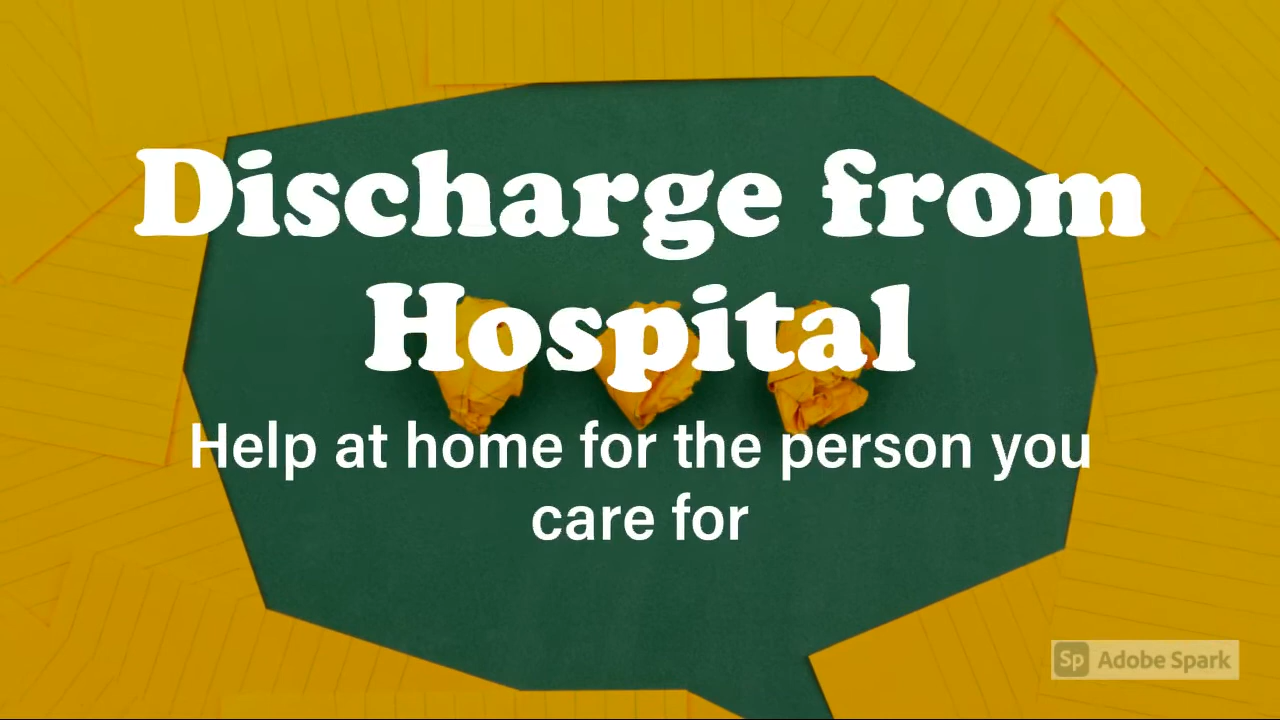 Discharge from
Hospital
Help at home for the person you
care for
Sp Adobe Spark